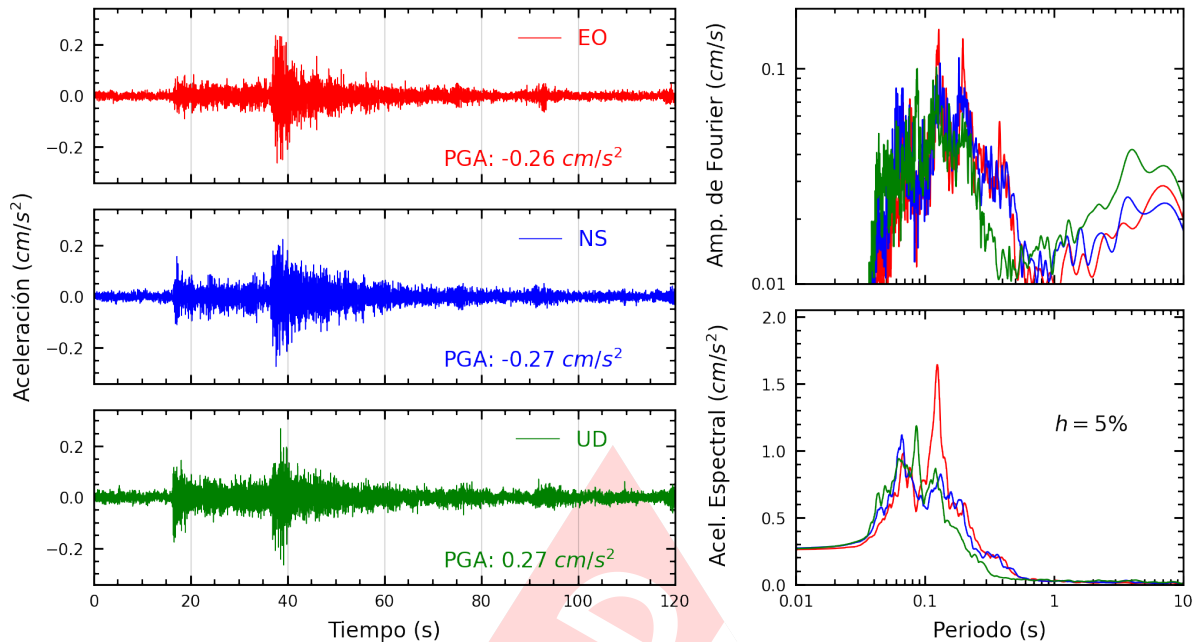 Aceleración (cm/s²)
0.2
0.0
−0.2
EO
PGA: -0.26 cm/s²
0.2
0.0
−0.2
NS
PGA: -0.27 cm/s²
0.2
0.0
−0.2
UD
PGA: 0.27 cm/s²
0 20 40 60 80 100 120
Tiempo (s)
Amp. de Fourier (cm/s)
0.1
0.01
Acel. Espectral (cm/s²)
2.0
1.5
1.0
0.5
0.0
h = 5%
0.01 0.1 1 10
Periodo (s)